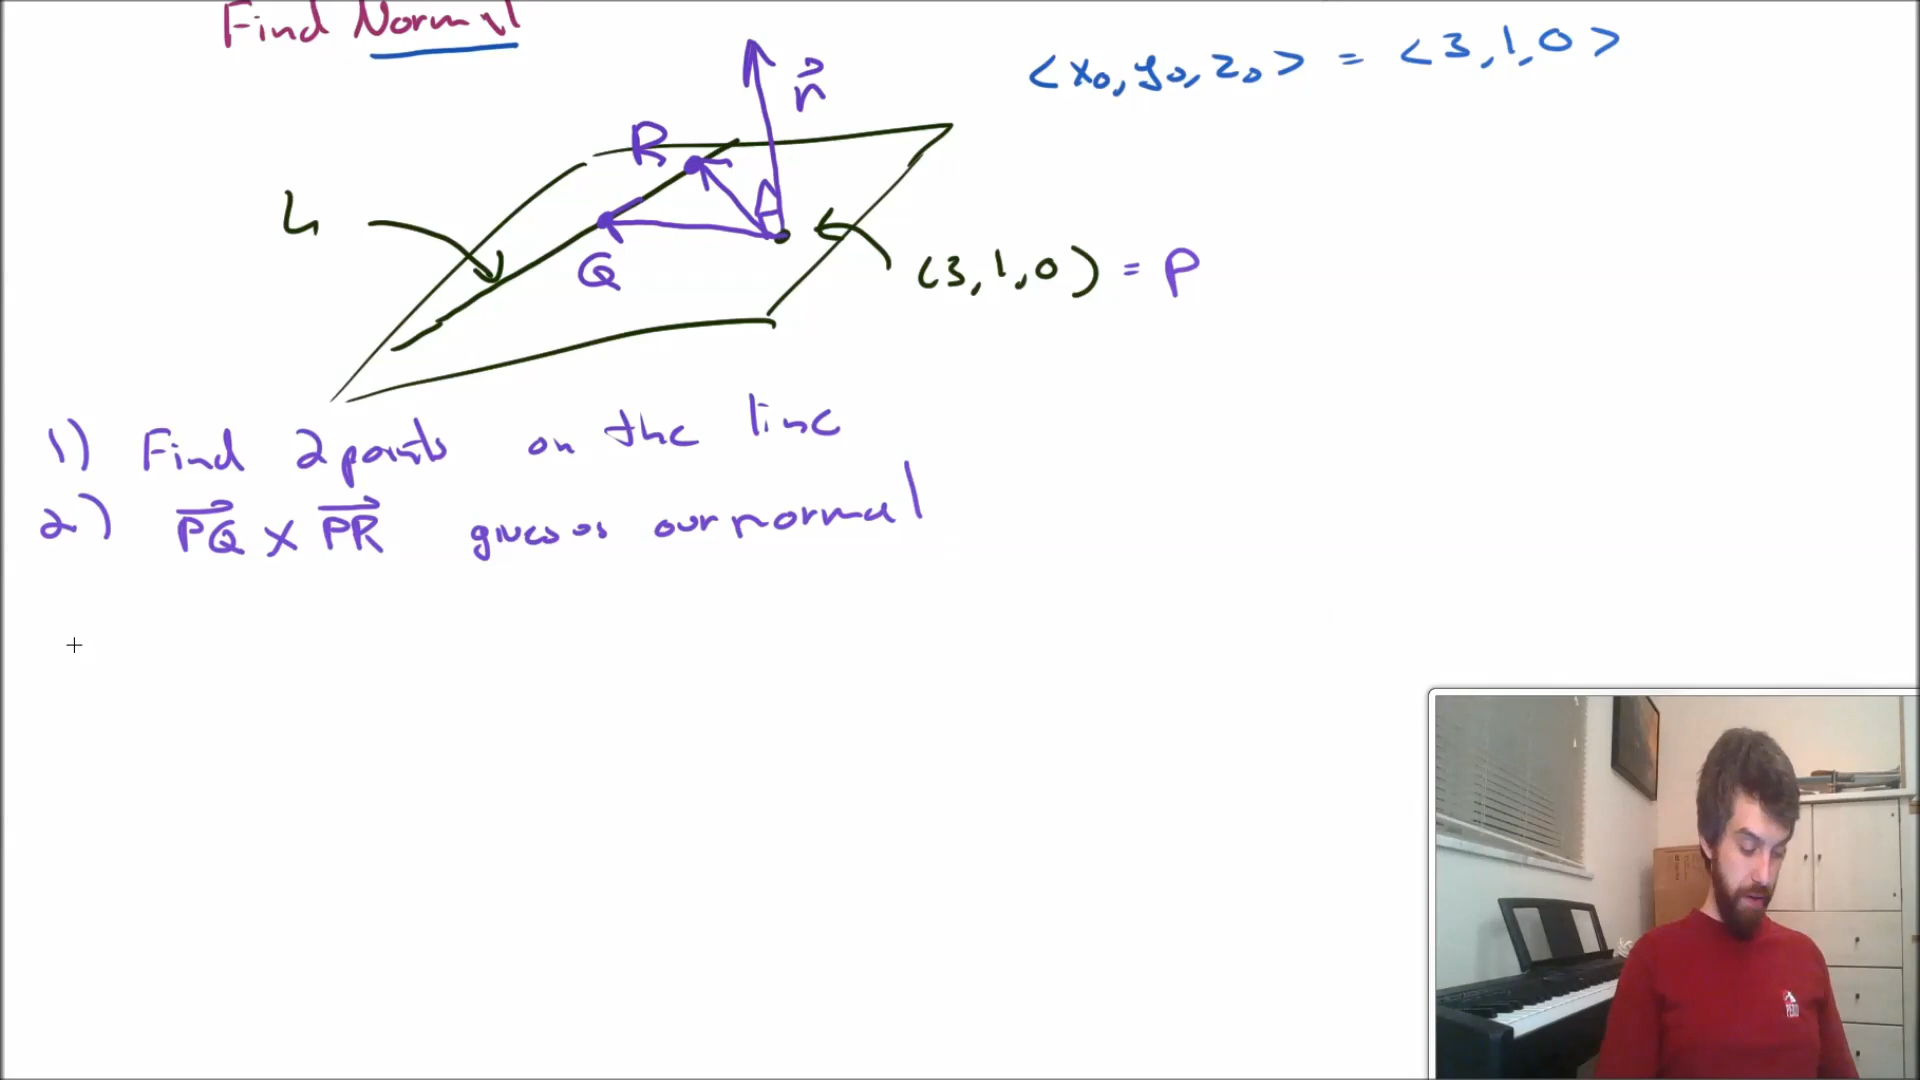 Find Normal
<x₀, y₀, z₀> = <3, 1, 0>
n⃗
R
L₁
Q
(3, 1, 0) = P
1) Find 2 points on the line
2) PQ⃗ × PR⃗ gives us our normal